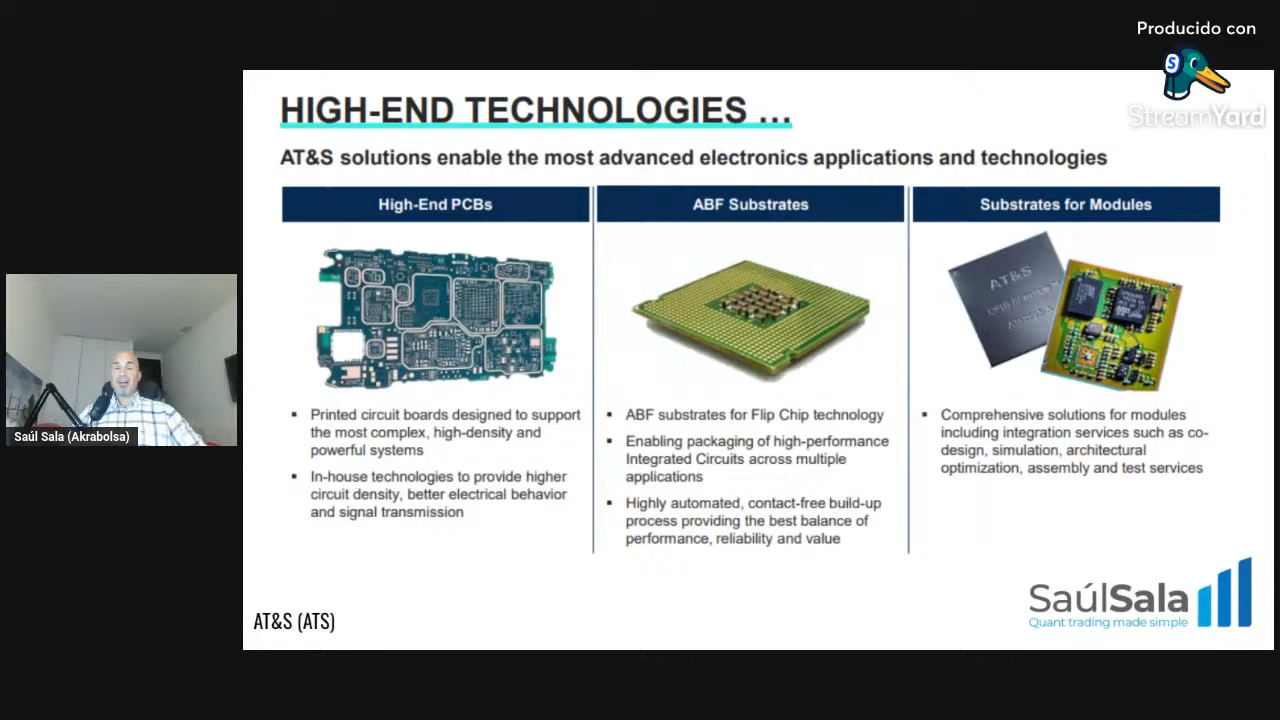 Producido con
StreamYard
HIGH-END TECHNOLOGIES ...
AT&S solutions enable the most advanced electronics applications and technologies
High-End PCBs
Printed circuit boards designed to support
the most complex, high-density and
powerful systems
In-house technologies to provide higher
circuit density, better electrical behavior
and signal transmission
ABF Substrates
ABF substrates for Flip Chip technology
Enabling packaging of high-performance
Integrated Circuits across multiple
applications
Highly automated, contact-free build-up
process providing the best balance of
performance, reliability and value
Substrates for Modules
AT&S
Comprehensive solutions for modules
including integration services such as co-
design, simulation, architectural
optimization, assembly and test services
Saúl Sala (Akrabolsa)
AT&S (ATS)
SaúlSala
Quant trading made simple